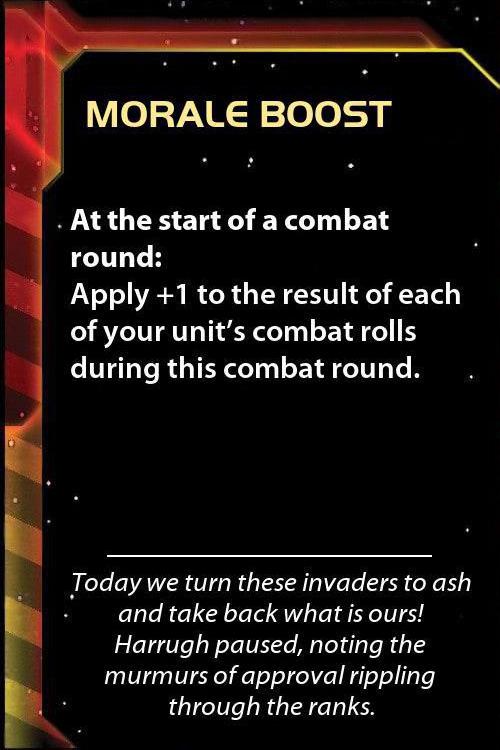 MORALE BOOST
At the start of a combat
round:
Apply +1 to the result of each
of your unit’s combat rolls
during this combat round.
Today we turn these invaders to ash
and take back what is ours!
Harrugh paused, noting the
murmurs of approval rippling
through the ranks.